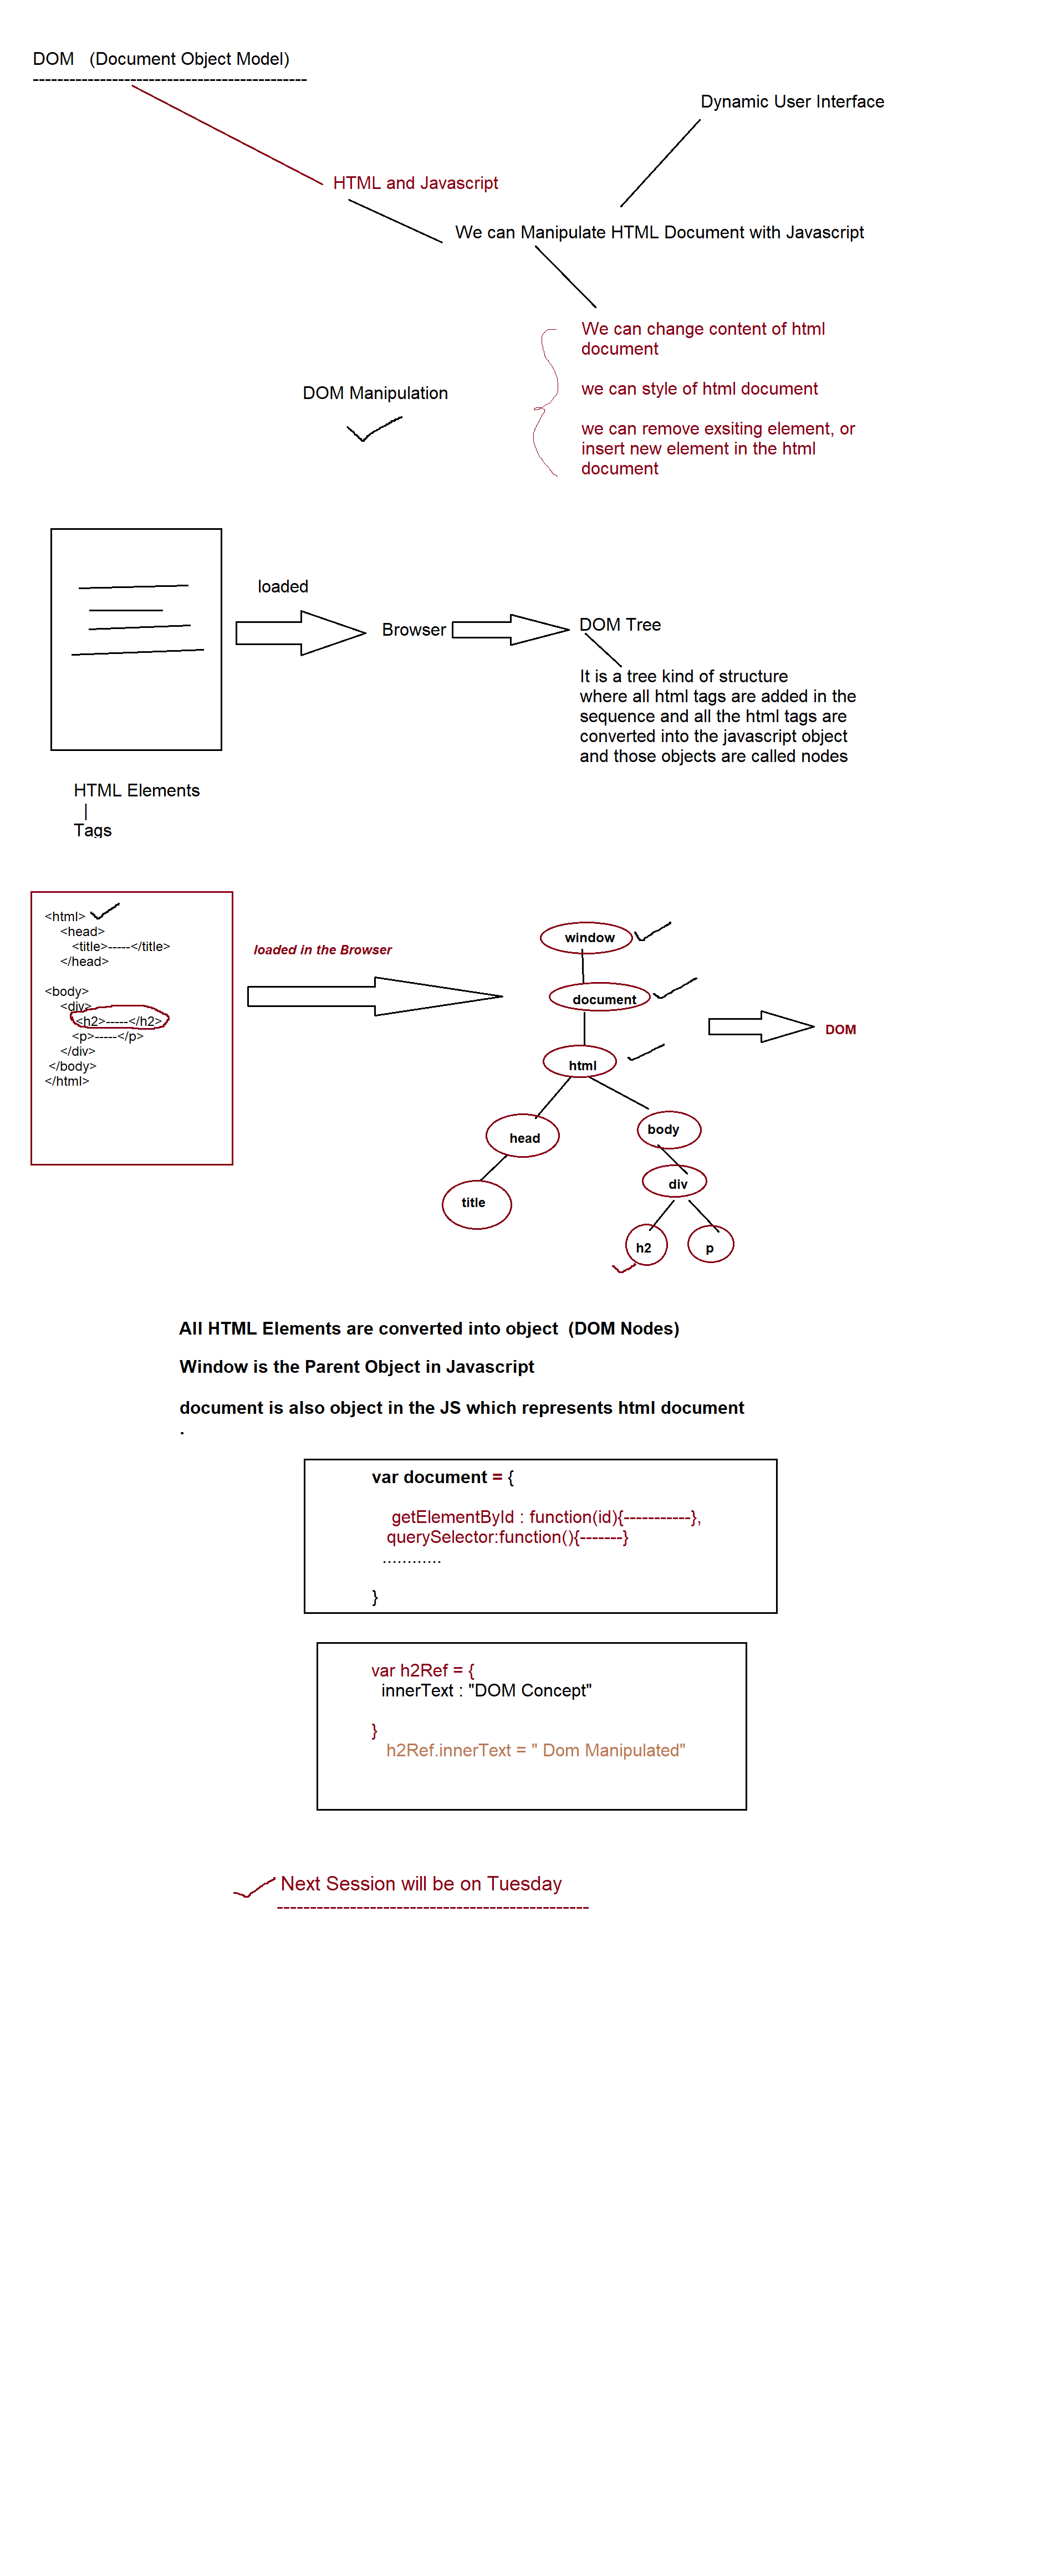 DOM (Document Object Model)
----------------------------------------------
Dynamic User Interface
HTML and Javascript
We can Manipulate HTML Document with Javascript
We can change content of html
document
we can style of html document
we can remove exsiting element, or
insert new element in the html
document
DOM Manipulation
loaded
Browser
DOM Tree
It is a tree kind of structure
where all html tags are added in the
sequence and all the html tags are
converted into the javascript object
and those objects are called nodes
HTML Elements
|
Tags
<html>
<head>
<title>-----</title>
</head>
<body>
<div>
<h2>-----</h2>
<p>-----</p>
</div>
</body>
</html>
loaded in the Browser
window
document
html
head
body
title
div
h2
p
DOM
All HTML Elements are converted into object (DOM Nodes)
Window is the Parent Object in Javascript
document is also object in the JS which represents html document
.
var document = {
getElementById : function(id){-----------},
querySelector:function(){-------}
............
}
var h2Ref = {
innerText : "DOM Concept"
}
h2Ref.innerText = " Dom Manipulated"
Next Session will be on Tuesday
-----------------------------------------------